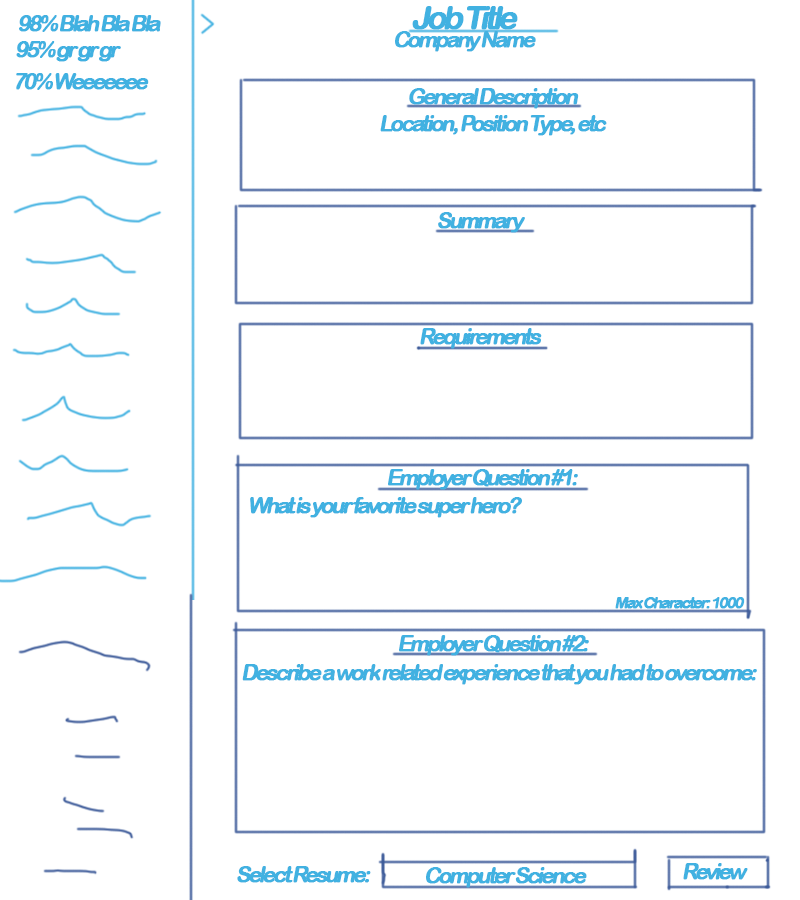 98% Blah Bla Bla
95% gr gr gr
70% Weeeeeee
>
Job Title
Company Name
General Description
Location, Position Type, etc
Summary
Requirements
Employer Question #1:
What is your favorite super hero?
Max Character: 1000
Employer Question #2:
Describe a work related experience that you had to overcome:
Select Resume:
Computer Science
Review